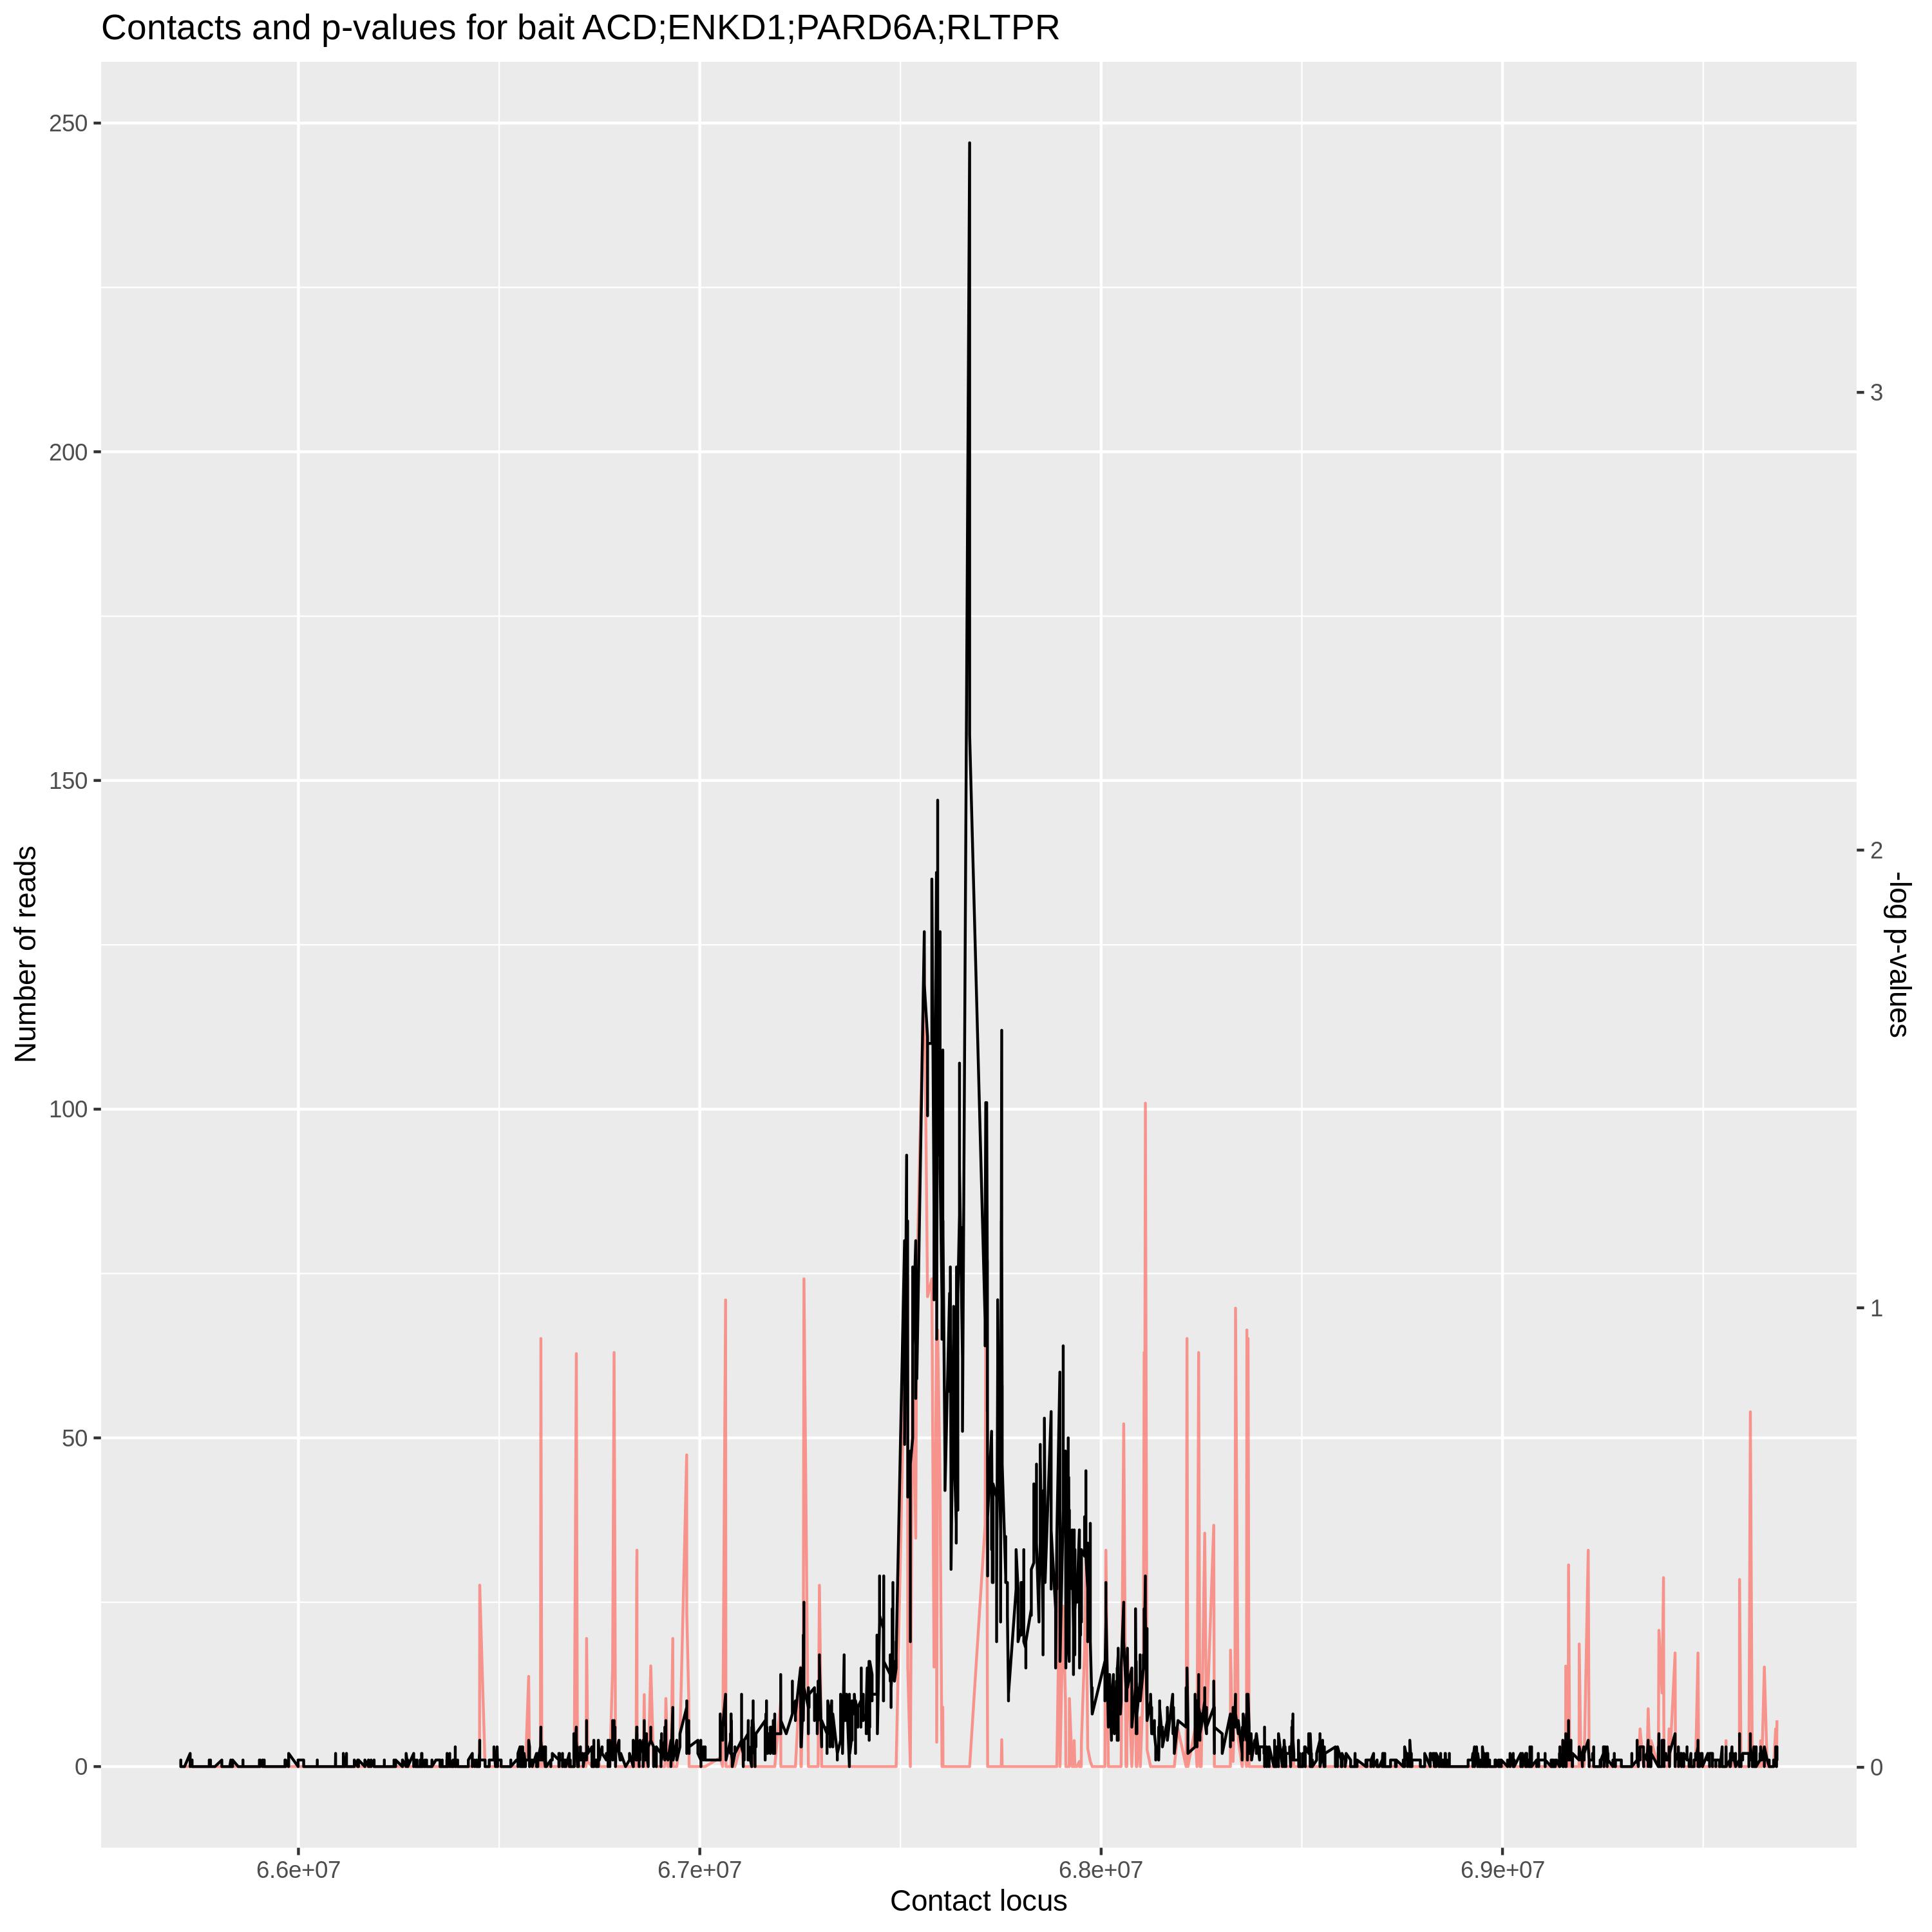 Contacts and p-values for bait ACD;ENKD1;PARD6A;RLTPR
250
200
150
100
50
0
Number of reads
3
2
1
0
-log p-values
6.6e+07 6.7e+07 6.8e+07 6.9e+07
Contact locus